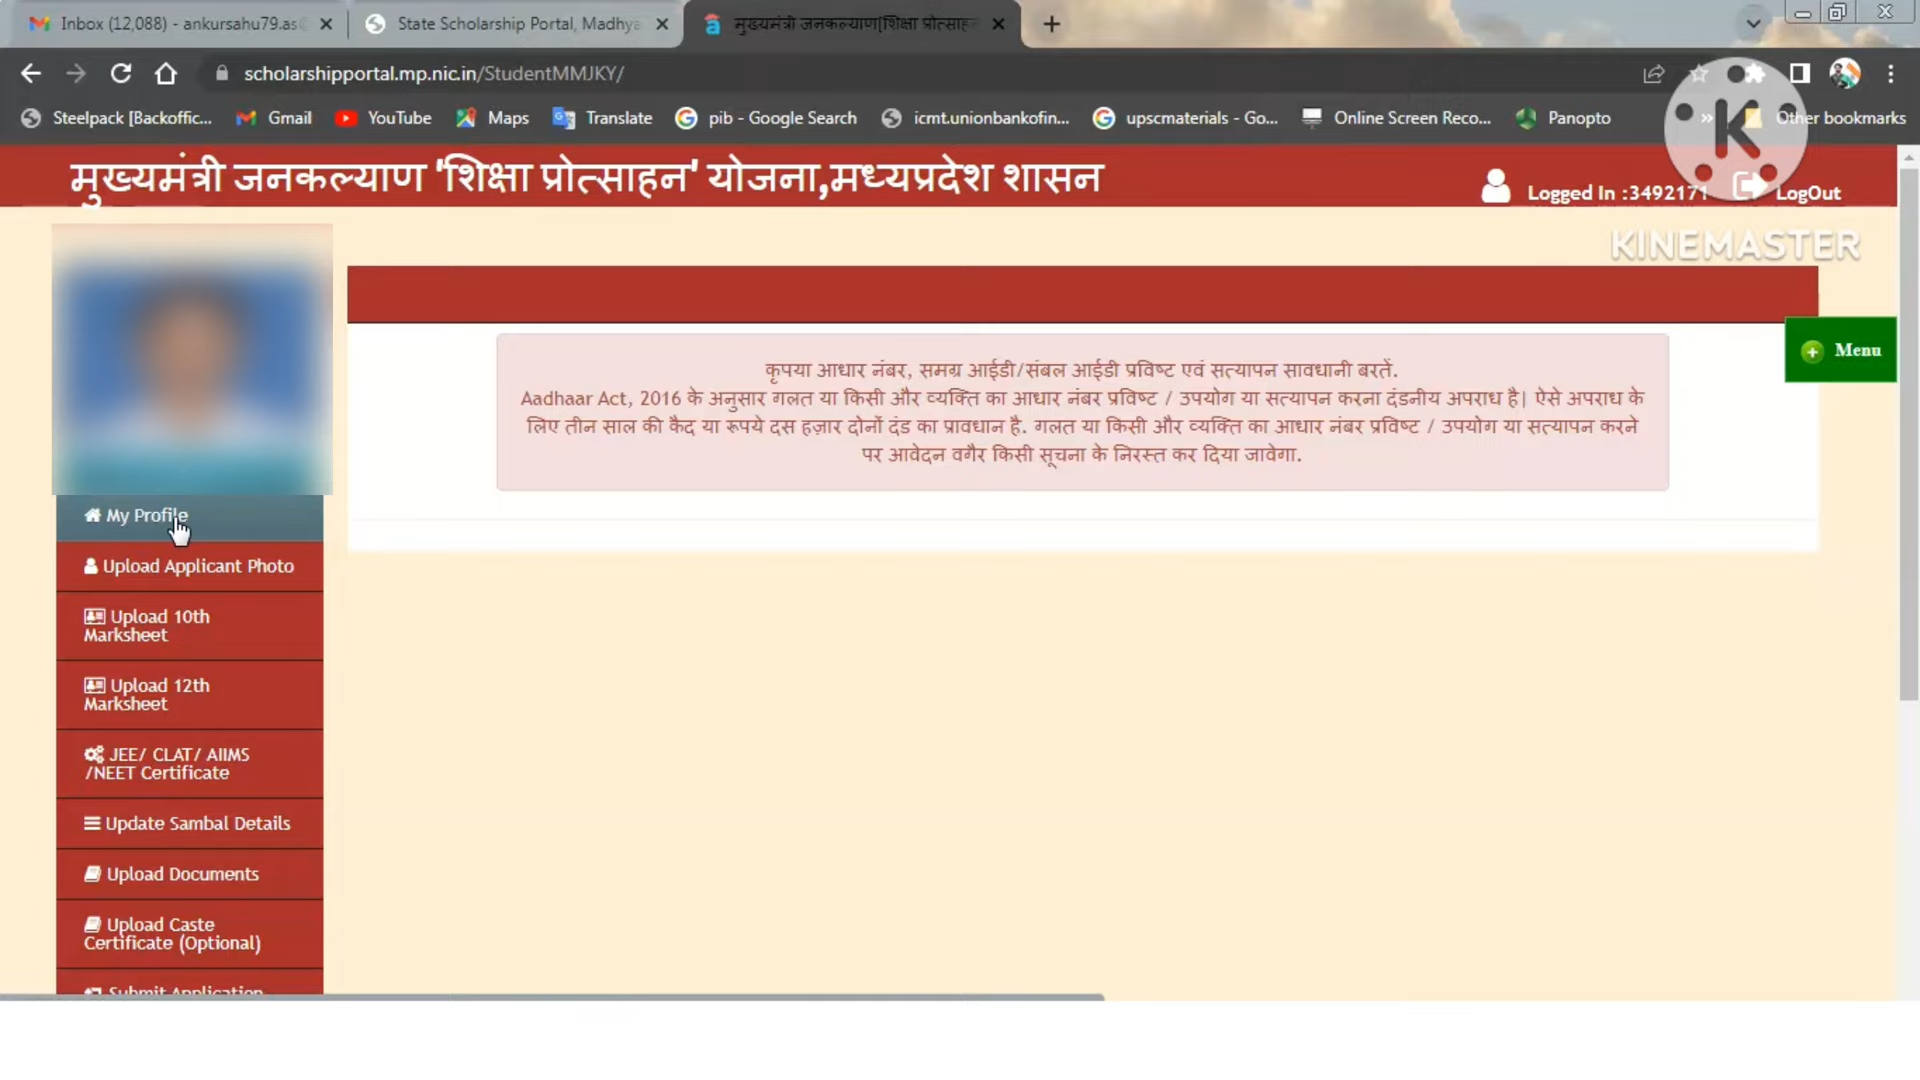 Inbox (12,088) - ankursahu79.as
State Scholarship Portal, Madhya
मुख्यमंत्री जनकल्याण(शिक्षा प्रोत्साह
scholarshipportal.mp.nic.in/StudentMMJKY/
Steelpack [Backoffic...
Gmail
YouTube
Maps
Translate
pib - Google Search
icmt.unionbankofin...
upscmaterials - Go...
Online Screen Reco...
Panopto
»
Other bookmarks
K
KINEMASTER
मुख्यमंत्री जनकल्याण 'शिक्षा प्रोत्साहन' योजना,मध्यप्रदेश शासन
Logged In :3492171
LogOut
Menu
कृपया आधार नंबर, समग्र आईडी/संबल आईडी प्रविष्ट एवं सत्यापन सावधानी बरतें.
Aadhaar Act, 2016 के अनुसार गलत या किसी और व्यक्ति का आधार नंबर प्रविष्ट / उपयोग या सत्यापन करना दंडनीय अपराध है| ऐसे अपराध के
लिए तीन साल की कैद या रूपये दस हज़ार दोनों दंड का प्रावधान है. गलत या किसी और व्यक्ति का आधार नंबर प्रविष्ट / उपयोग या सत्यापन करने
पर आवेदन वगैर किसी सूचना के निरस्त कर दिया जावेगा.
My Profile
Upload Applicant Photo
Upload 10th
Marksheet
Upload 12th
Marksheet
JEE/ CLAT/ AIIMS
/NEET Certificate
Update Sambal Details
Upload Documents
Upload Caste
Certificate (Optional)
Submit Application